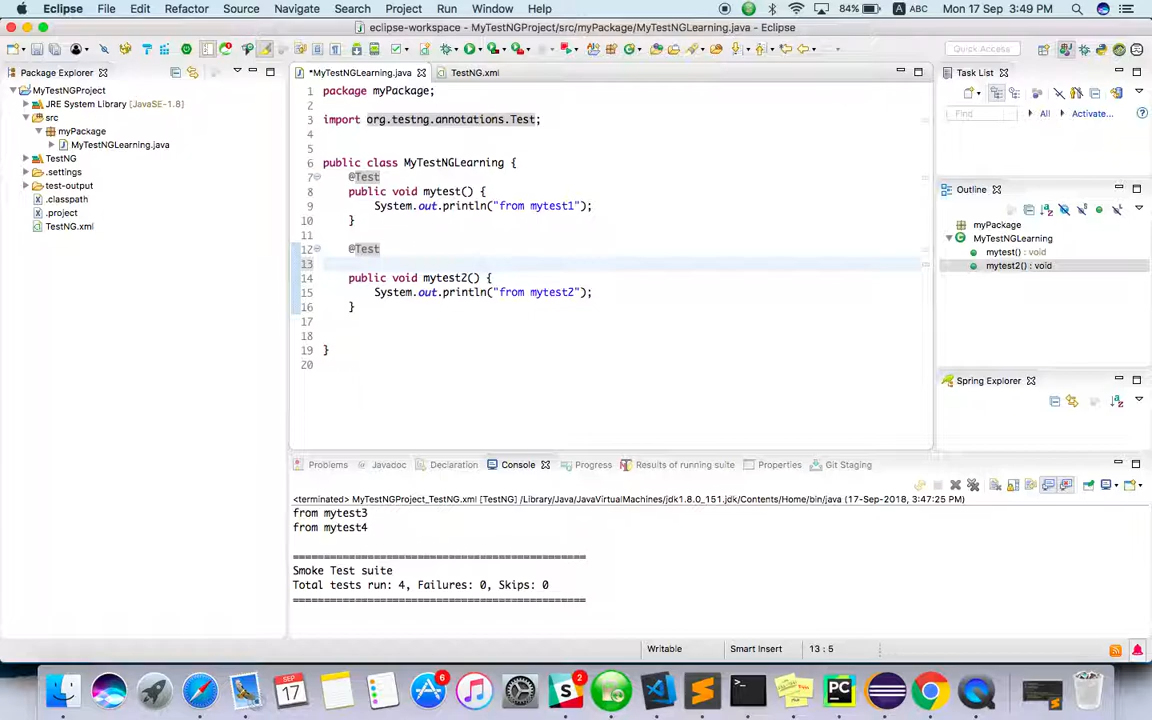 Eclipse File Edit Source Refactor Navigate Search Project Run Window Help 84% ABC Mon 17 Sep 3:49 PM
eclipse-workspace - MyTestNGProject/src/myPackage/MyTestNGLearning.java - Eclipse
Quick Access
Package Explorer
MyTestNGProject
JRE System Library [JavaSE-1.8]
src
myPackage
MyTestNGLearning.java
TestNG
.settings
test-output
.classpath
.project
TestNG.xml
*MyTestNGLearning.java TestNG.xml
1 package myPackage;
2
3 import org.testng.annotations.Test;
4
5
6 public class MyTestNGLearning {
7 @Test
8 public void mytest() {
9 System.out.println("from mytest1");
10 }
11
12 @Test
13
14 public void mytest2() {
15 System.out.println("from mytest2");
16 }
17
18
19 }
20
Task List
Find All Activate...
Outline
myPackage
MyTestNGLearning
mytest() : void
mytest2() : void
Spring Explorer
Problems Javadoc Declaration Console Progress Results of running suite Properties Git Staging
<terminated> MyTestNGProject_TestNG.xml [TestNG] /Library/Java/JavaVirtualMachines/jdk1.8.0_151.jdk/Contents/Home/bin/java (17-Sep-2018, 3:47:25 PM)
from mytest3
from mytest4
===============================================
Smoke Test suite
Total tests run: 4, Failures: 0, Skips: 0
===============================================
Writable Smart Insert 13 : 5
SEP
17
6
2
PC